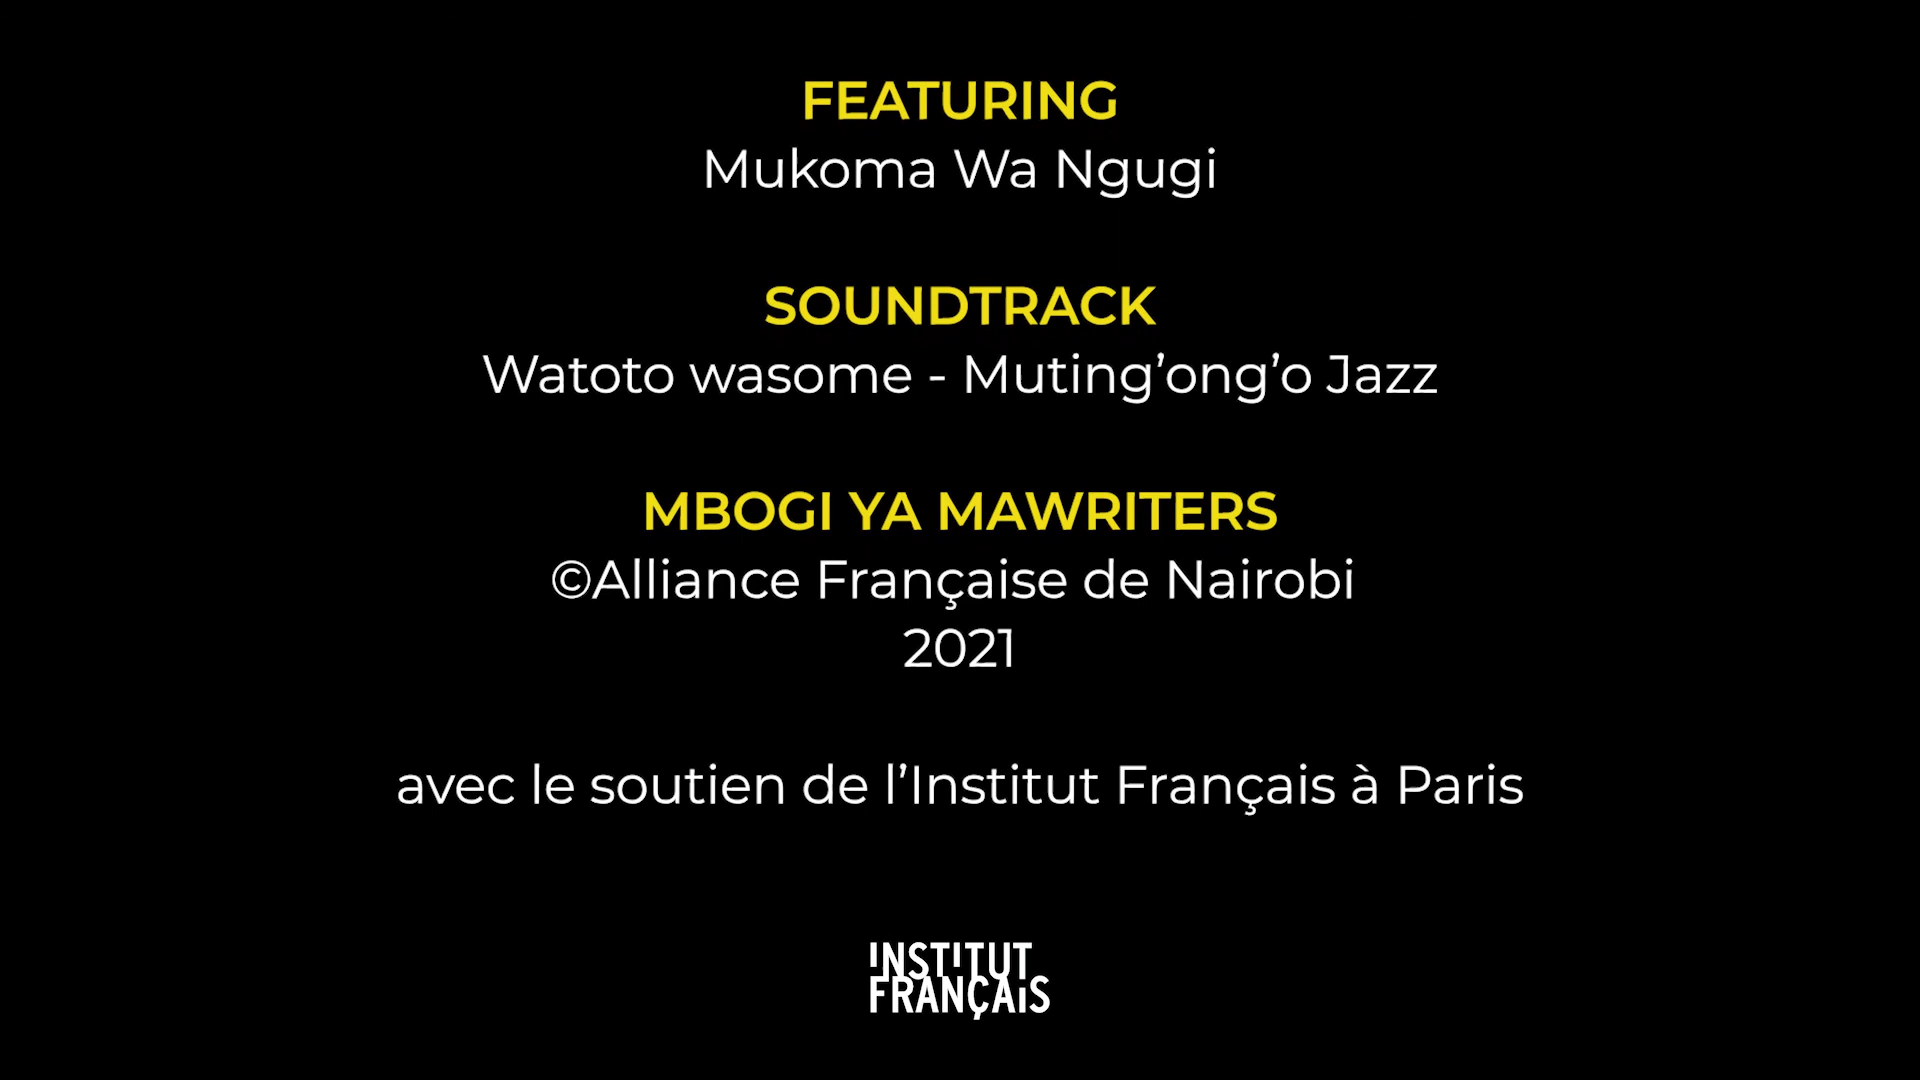 FEATURING
Mukoma Wa Ngugi
SOUNDTRACK
Watoto wasome - Muting’ong’o Jazz
MBOGI YA MAWRITERS
©Alliance Française de Nairobi
2021
avec le soutien de l’Institut Français à Paris
INSTITUT
FRANÇAiS